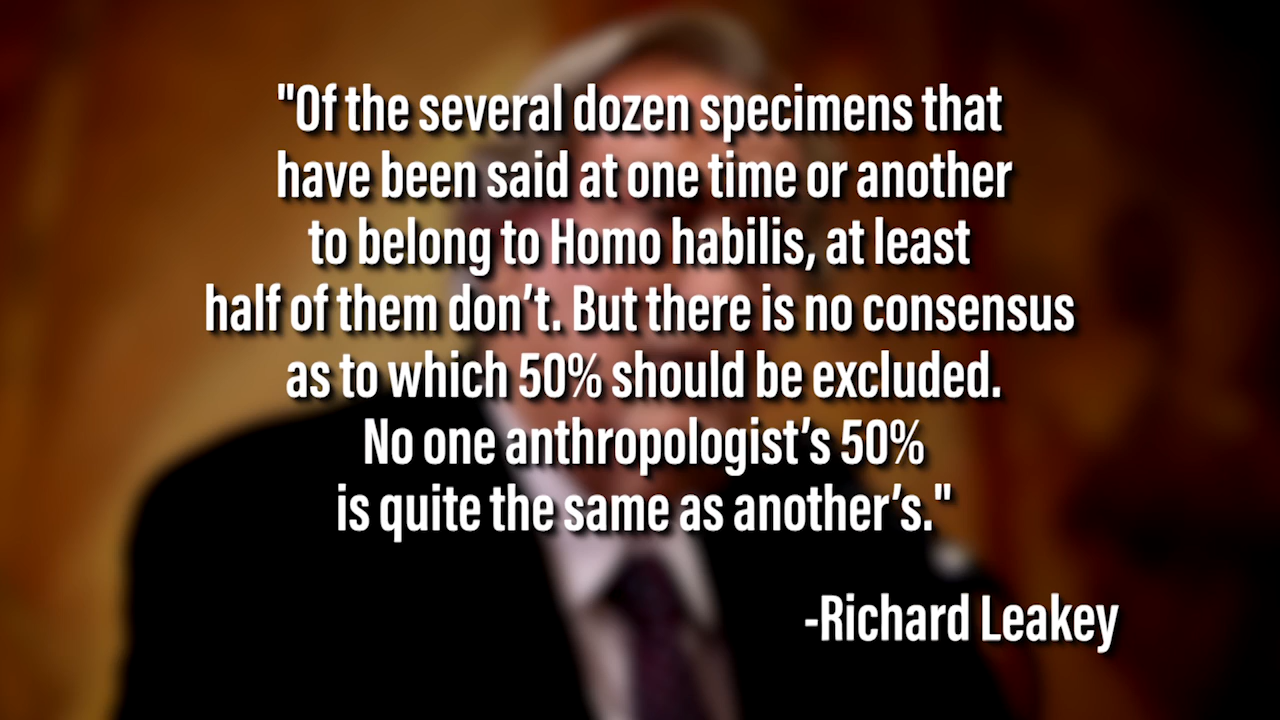 "Of the several dozen specimens that
have been said at one time or another
to belong to Homo habilis, at least
half of them don’t. But there is no consensus
as to which 50% should be excluded.
No one anthropologist’s 50%
is quite the same as another’s."
-Richard Leakey